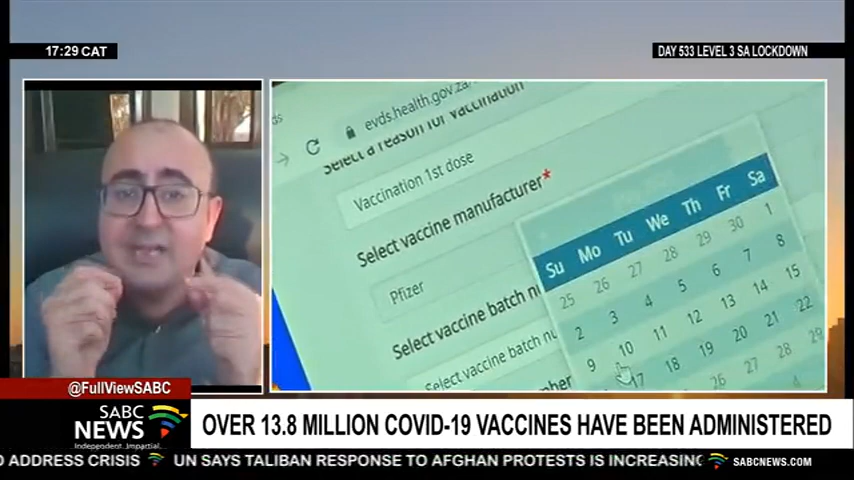 17:29 CAT
DAY 533 LEVEL 3 SA LOCKDOWN
evds.health.gov.za/
Select a reason for vaccination
Vaccination 1st dose
Select vaccine manufacturer*
Pfizer
Select vaccine batch
Select vaccine batch
Su Mo Tu We Th Fr Sa
25 26 27 28 29 30 1
2 3 4 5 6 7 8
9 10 11 12 13 14 15
17 18 19 20 21 22
26 27 28 29
@FullViewSABC
SABC
NEWS
Independent. Impartial.
OVER 13.8 MILLION COVID-19 VACCINES HAVE BEEN ADMINISTERED
O ADDRESS CRISIS UN SAYS TALIBAN RESPONSE TO AFGHAN PROTESTS IS INCREASING
SABCNEWS.COM